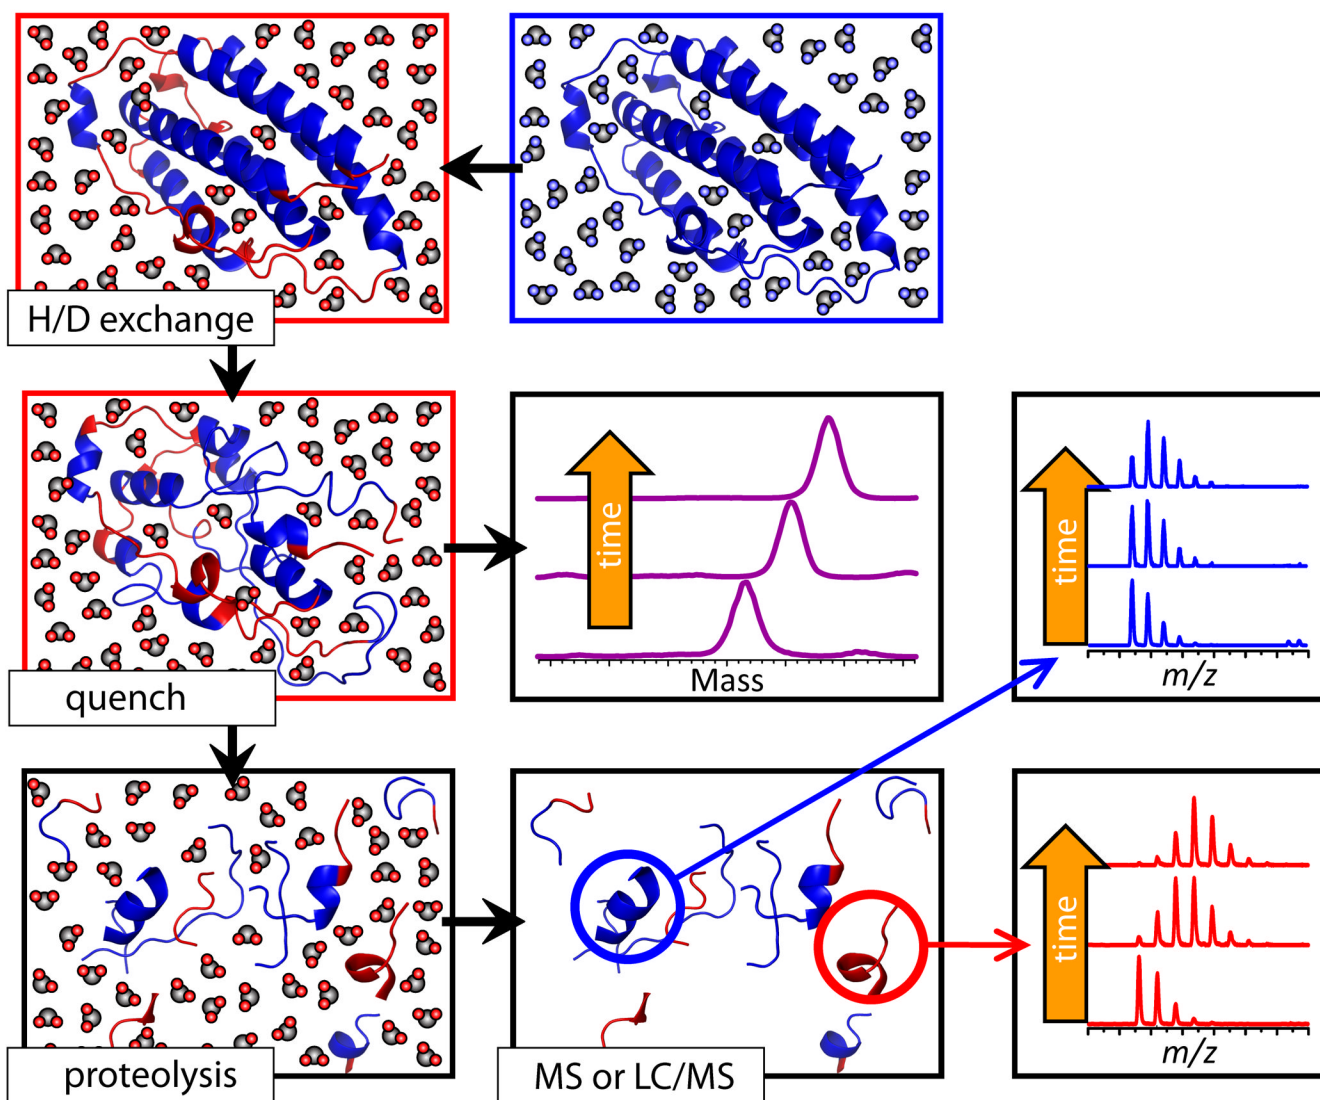 H/D exchange
time
Mass
time
m/z
quench
time
m/z
proteolysis
MS or LC/MS